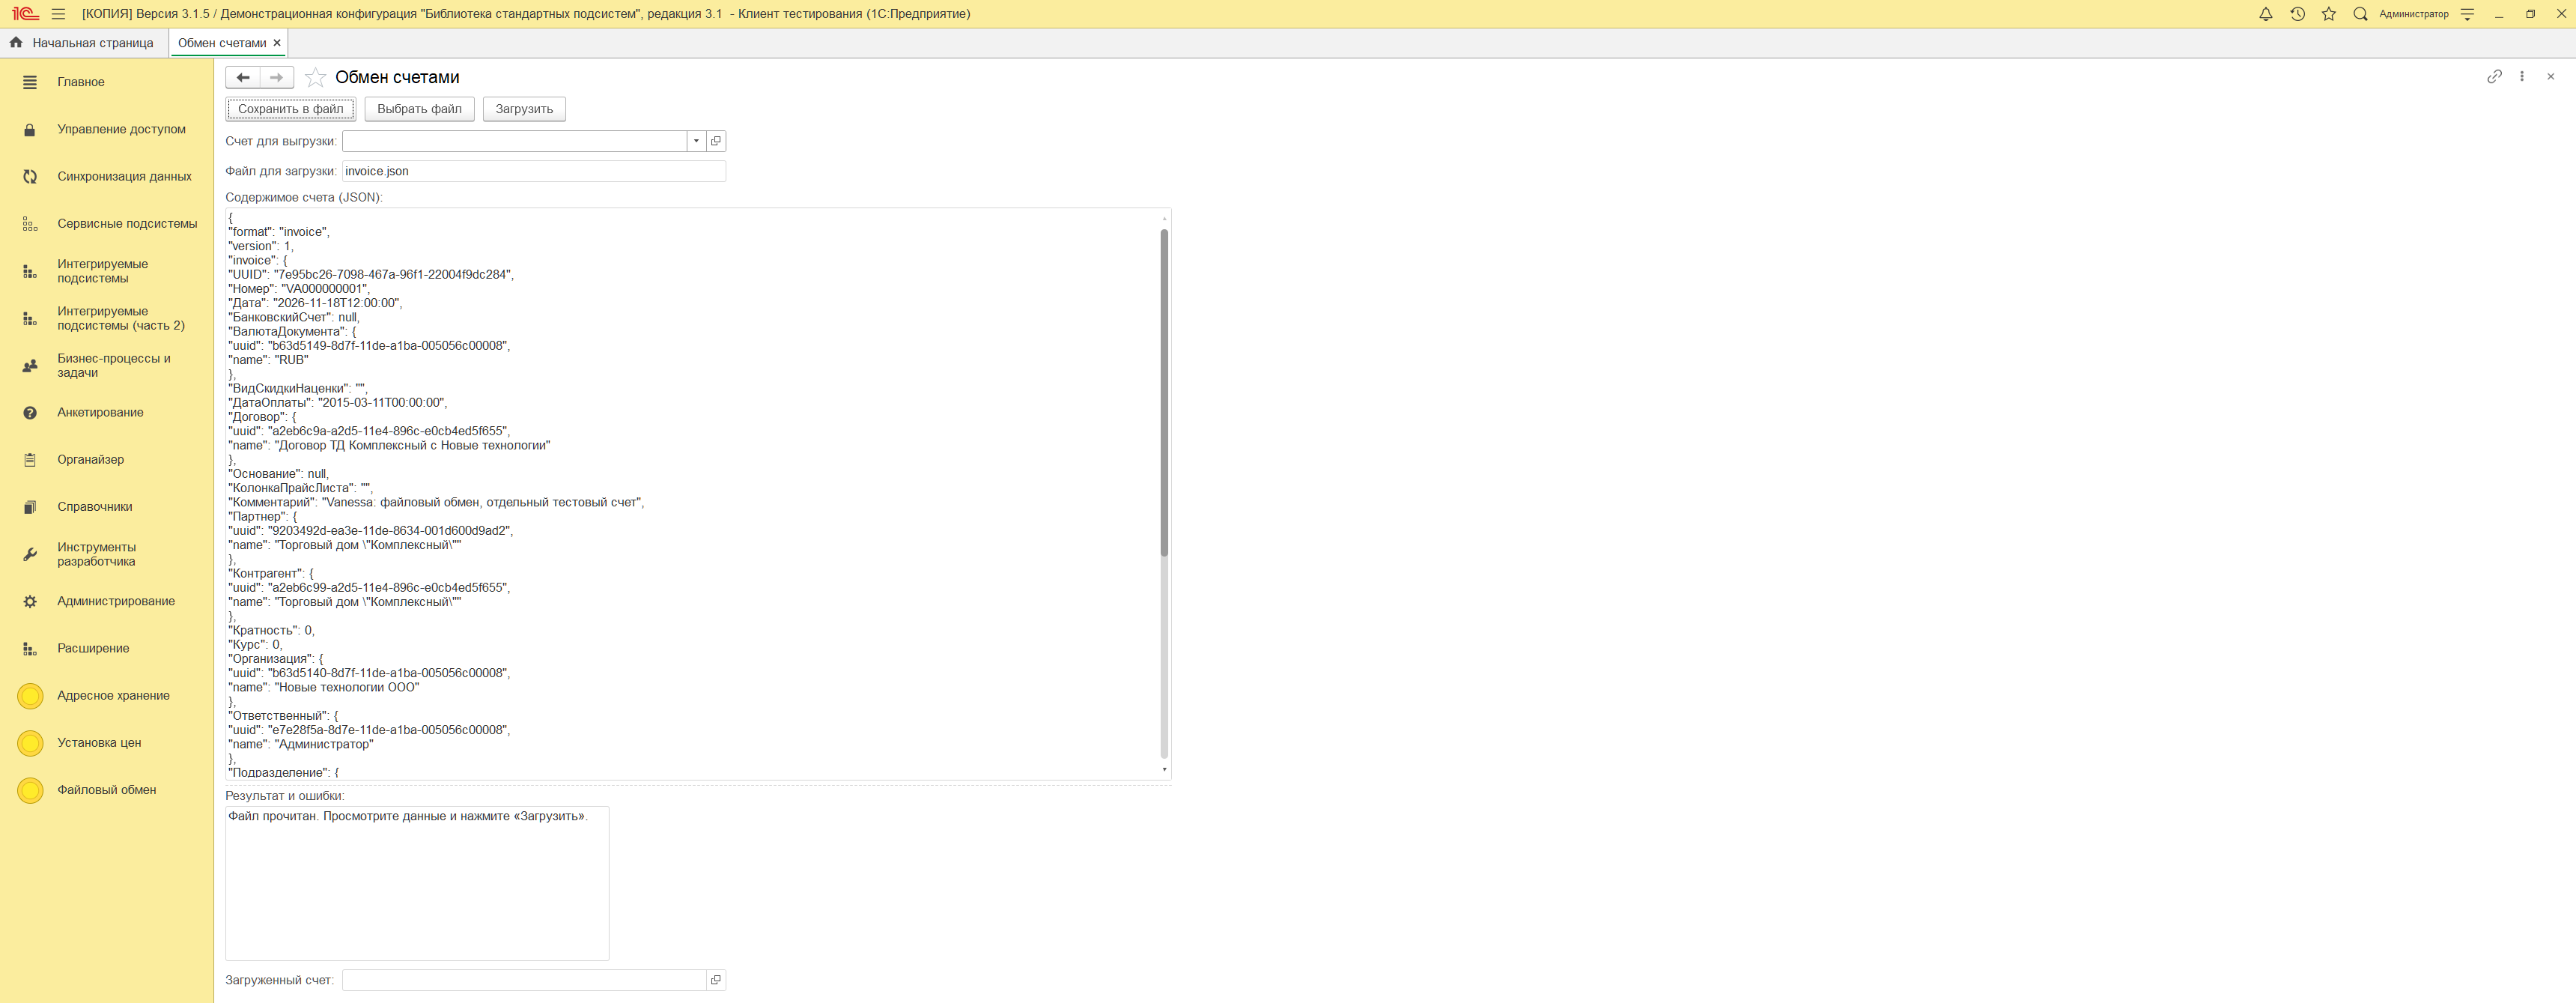 [КОПИЯ] Версия 3.1.5 / Демонстрационная конфигурация "Библиотека стандартных подсистем", редакция 3.1 - Клиент тестирования (1С:Предприятие)
Администратор
Начальная страница
Обмен счетами
Главное
Управление доступом
Синхронизация данных
Сервисные подсистемы
Интегрируемые
подсистемы
Интегрируемые
подсистемы (часть 2)
Бизнес-процессы и
задачи
Анкетирование
Органайзер
Справочники
Инструменты
разработчика
Администрирование
Расширение
Адресное хранение
Установка цен
Файловый обмен
Обмен счетами
Сохранить в файл
Выбрать файл
Загрузить
Счет для выгрузки:
Файл для загрузки: invoice.json
Содержимое счета (JSON):
{
"format": "invoice",
"version": 1,
"invoice": {
"UUID": "7e95bc26-7098-467a-96f1-22004f9dc284",
"Номер": "VA000000001",
"Дата": "2026-11-18T12:00:00",
"БанковскийСчет": null,
"ВалютаДокумента": {
"uuid": "b63d5149-8d7f-11de-a1ba-005056c00008",
"name": "RUB"
},
"ВидСкидкиНаценки": "",
"ДатаОплаты": "2015-03-11T00:00:00",
"Договор": {
"uuid": "a2eb6c9a-a2d5-11e4-896c-e0cb4ed5f655",
"name": "Договор ТД Комплексный с Новые технологии"
},
"Основание": null,
"КолонкаПрайсЛиста": "",
"Комментарий": "Vanessa: файловый обмен, отдельный тестовый счет",
"Партнер": {
"uuid": "9203492d-ea3e-11de-8634-001d600d9ad2",
"name": "Торговый дом \"Комплексный\""
},
"Контрагент": {
"uuid": "a2eb6c99-a2d5-11e4-896c-e0cb4ed5f655",
"name": "Торговый дом \"Комплексный\""
},
"Кратность": 0,
"Курс": 0,
"Организация": {
"uuid": "b63d5140-8d7f-11de-a1ba-005056c00008",
"name": "Новые технологии ООО"
},
"Ответственный": {
"uuid": "e7e28f5a-8d7e-11de-a1ba-005056c00008",
"name": "Администратор"
},
"Подразделение": {
Результат и ошибки:
Файл прочитан. Просмотрите данные и нажмите «Загрузить».
Загруженный счет: